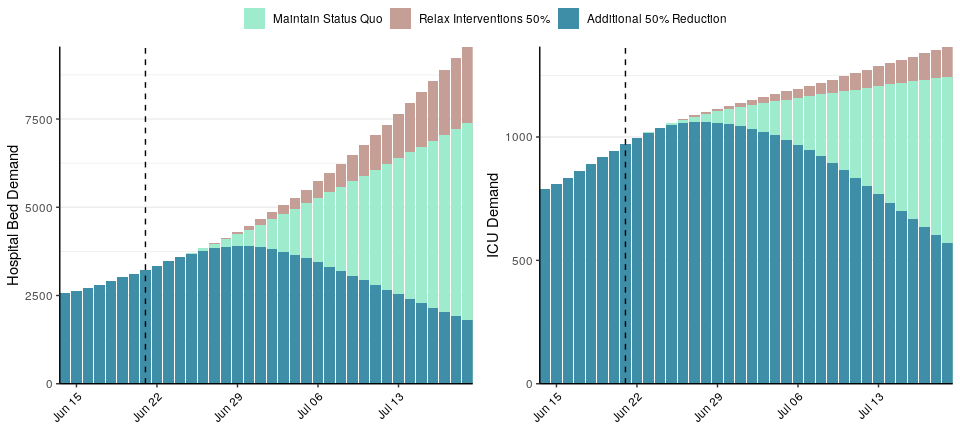 Maintain Status Quo Relax Interventions 50% Additional 50% Reduction
Hospital Bed Demand
7500
5000
2500
0
Jun 15 Jun 22 Jun 29 Jul 06 Jul 13
ICU Demand
1000
500
0
Jun 15 Jun 22 Jun 29 Jul 06 Jul 13